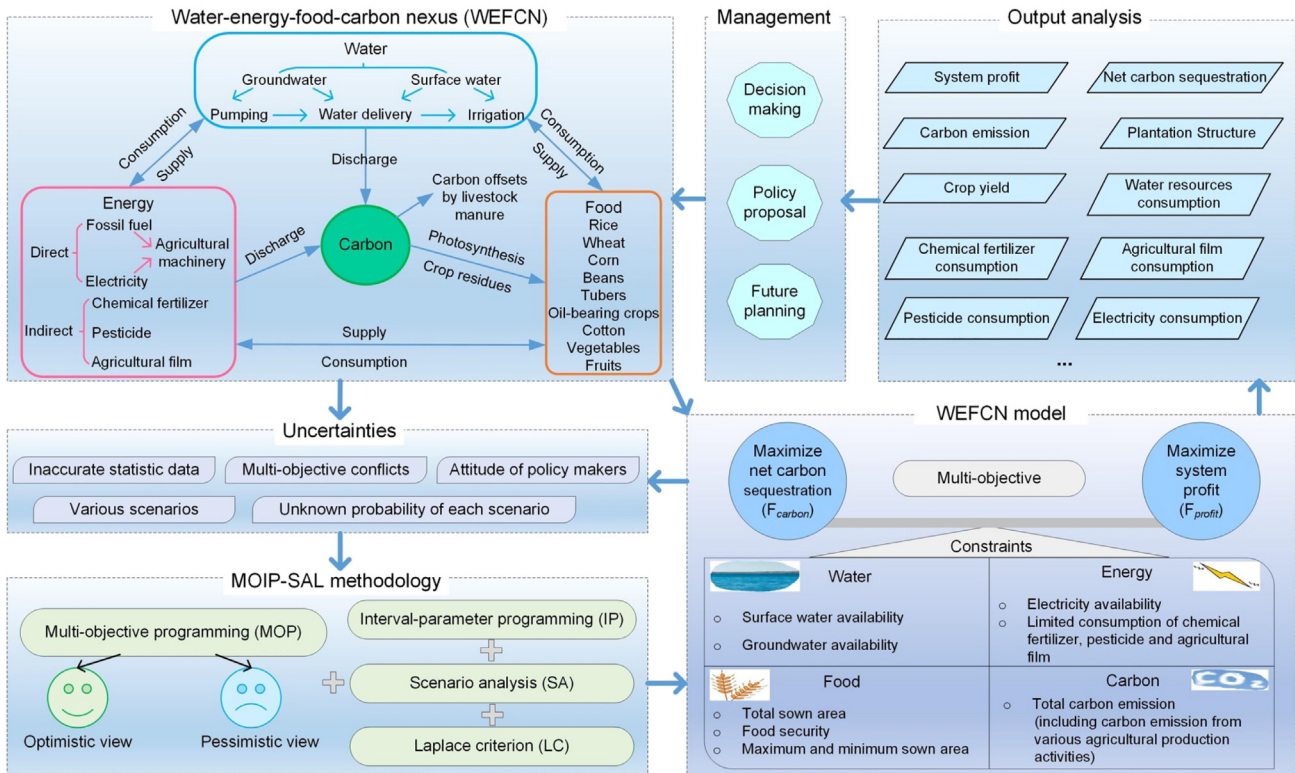 Water-energy-food-carbon nexus (WEFCN)
Water
Groundwater
Surface water
Pumping
Water delivery
Irrigation
Consumption
Supply
Discharge
Consumption
Supply
Energy
Fossil fuel
Direct
Agricultural
machinery
Electricity
Chemical fertilizer
Indirect
Pesticide
Agricultural film
Discharge
Carbon
Carbon offsets
by livestock
manure
Photosynthesis
Crop residues
Supply
Consumption
Food
Rice
Wheat
Corn
Beans
Tubers
Oil-bearing crops
Cotton
Vegetables
Fruits
Management
Decision
making
Policy
proposal
Future
planning
Output analysis
System profit
Net carbon sequestration
Carbon emission
Plantation Structure
Crop yield
Water resources
consumption
Chemical fertilizer
consumption
Agricultural film
consumption
Pesticide consumption
Electricity consumption
...
Uncertainties
Inaccurate statistic data
Multi-objective conflicts
Attitude of policy makers
Various scenarios
Unknown probability of each scenario
MOIP-SAL methodology
Multi-objective programming (MOP)
Optimistic view
Pessimistic view
Interval-parameter programming (IP)
Scenario analysis (SA)
Laplace criterion (LC)
WEFCN model
Maximize
net carbon
sequestration
(Fcarbon)
Multi-objective
Maximize
system
profit
(Fprofit)
Constraints
Water
Surface water availability
Groundwater availability
Energy
Electricity availability
Limited consumption of chemical
fertilizer, pesticide and agricultural
film
Food
Total sown area
Food security
Maximum and minimum sown area
Carbon
CO2
Total carbon emission
(including carbon emission from
various agricultural production
activities)